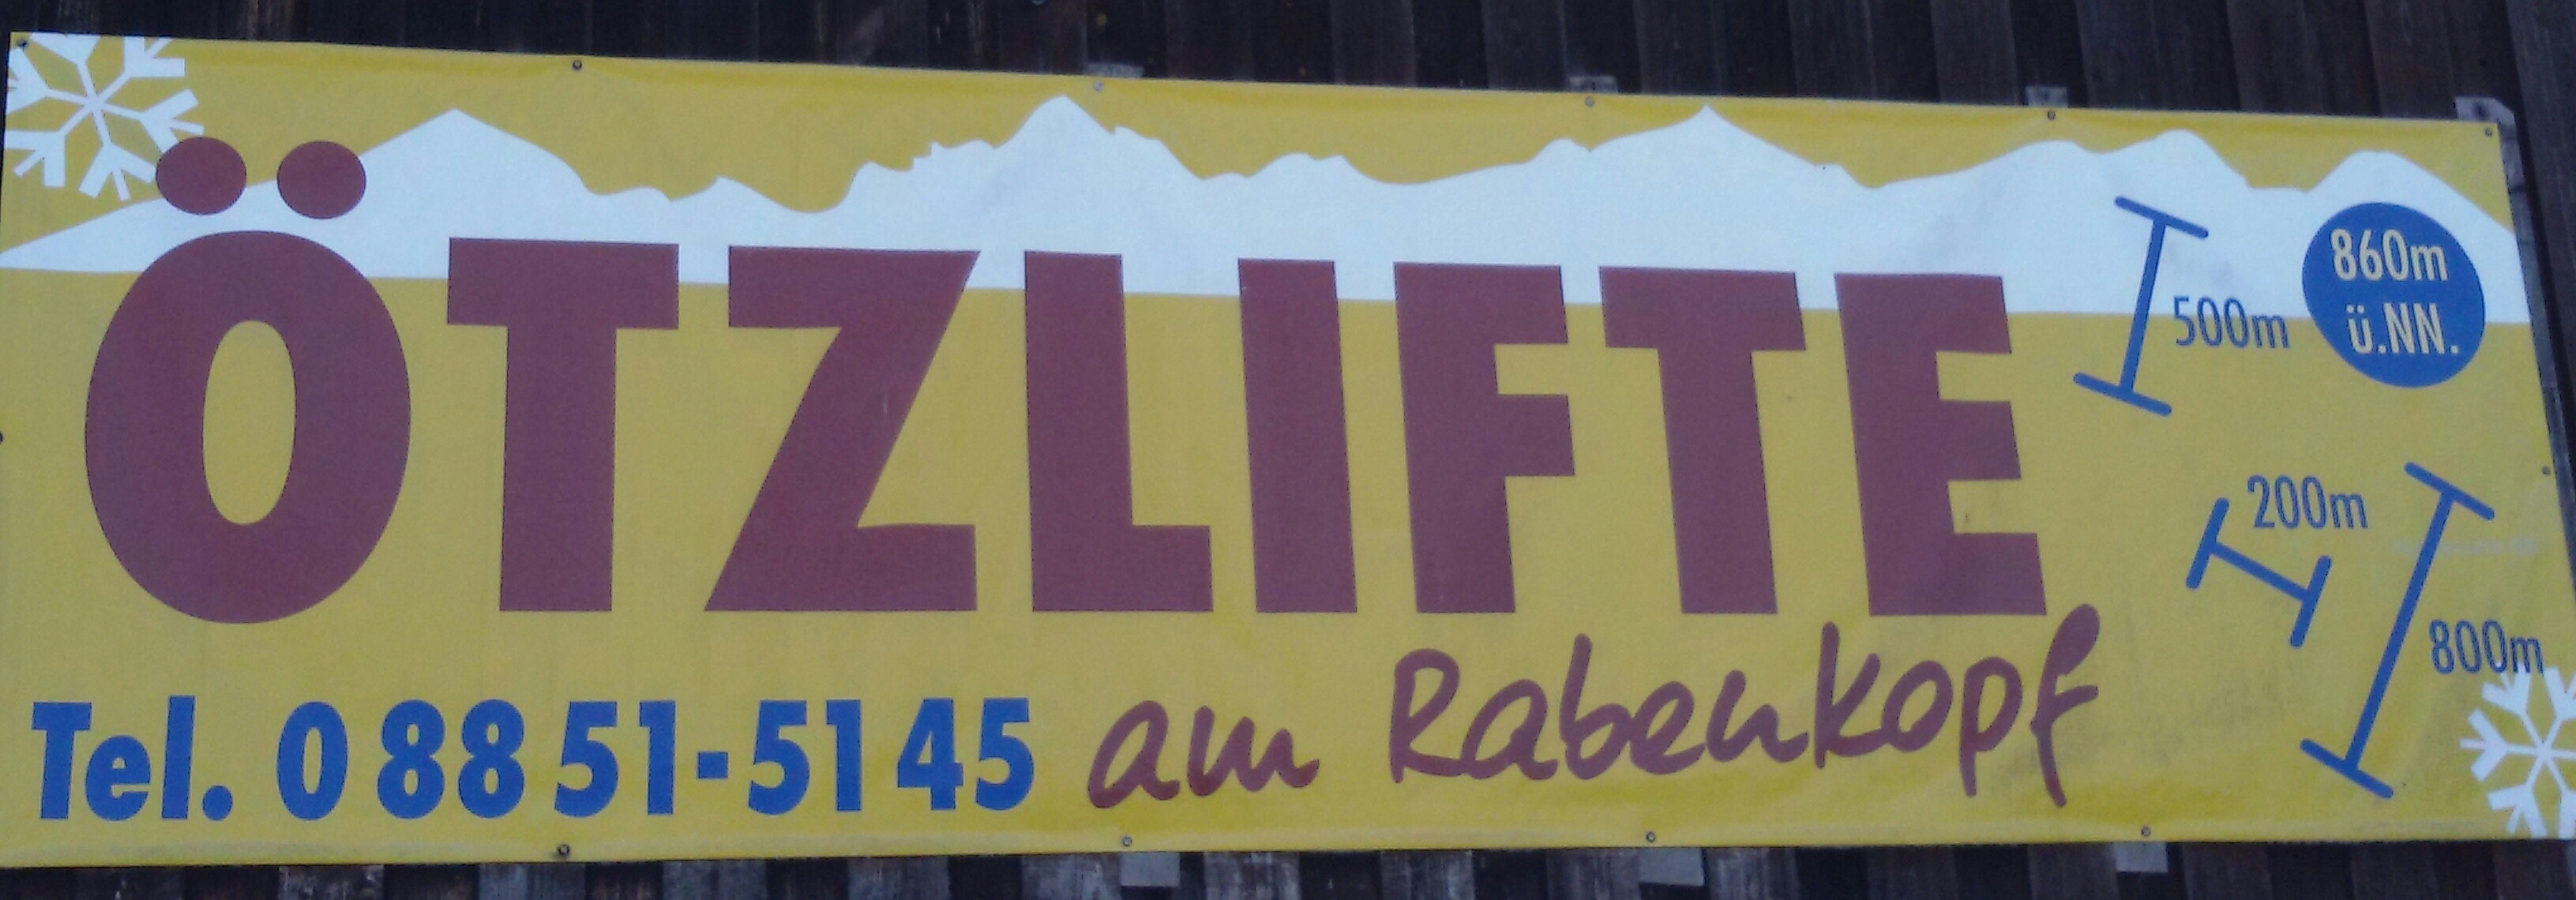 ÖTZLIFTE
am Rabenkopf
Tel. 0 88 51-51 45
500m
860m
ü.NN.
200m
800m